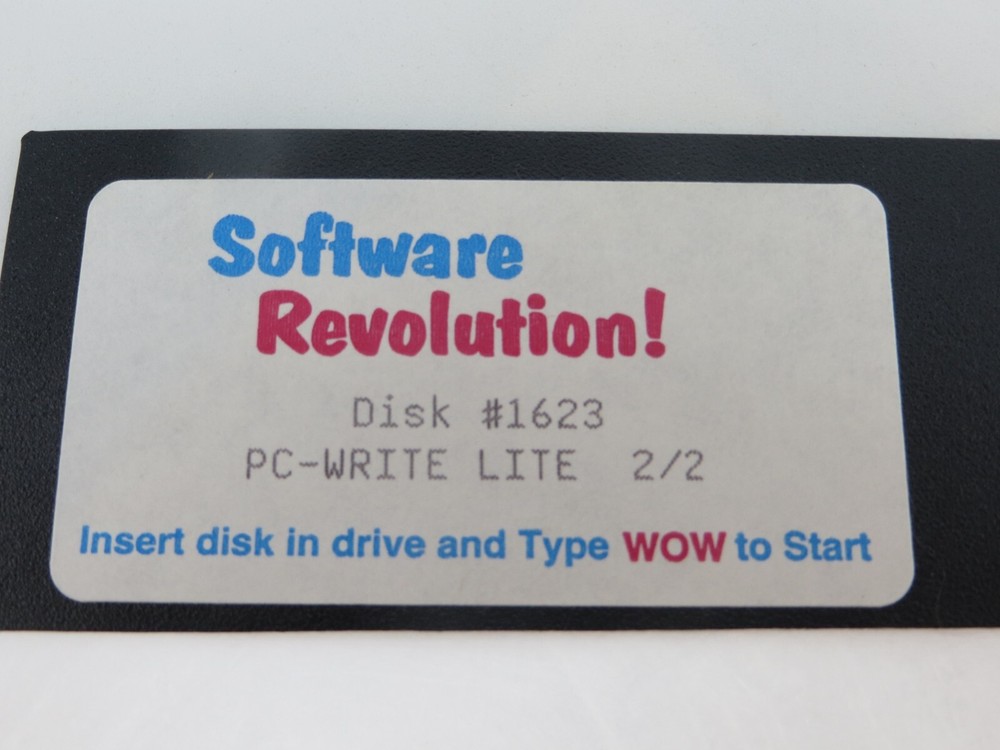 Software
Revolution!
Disk #1623
PC-WRITE LITE 2/2
Insert disk in drive and Type WOW to Start